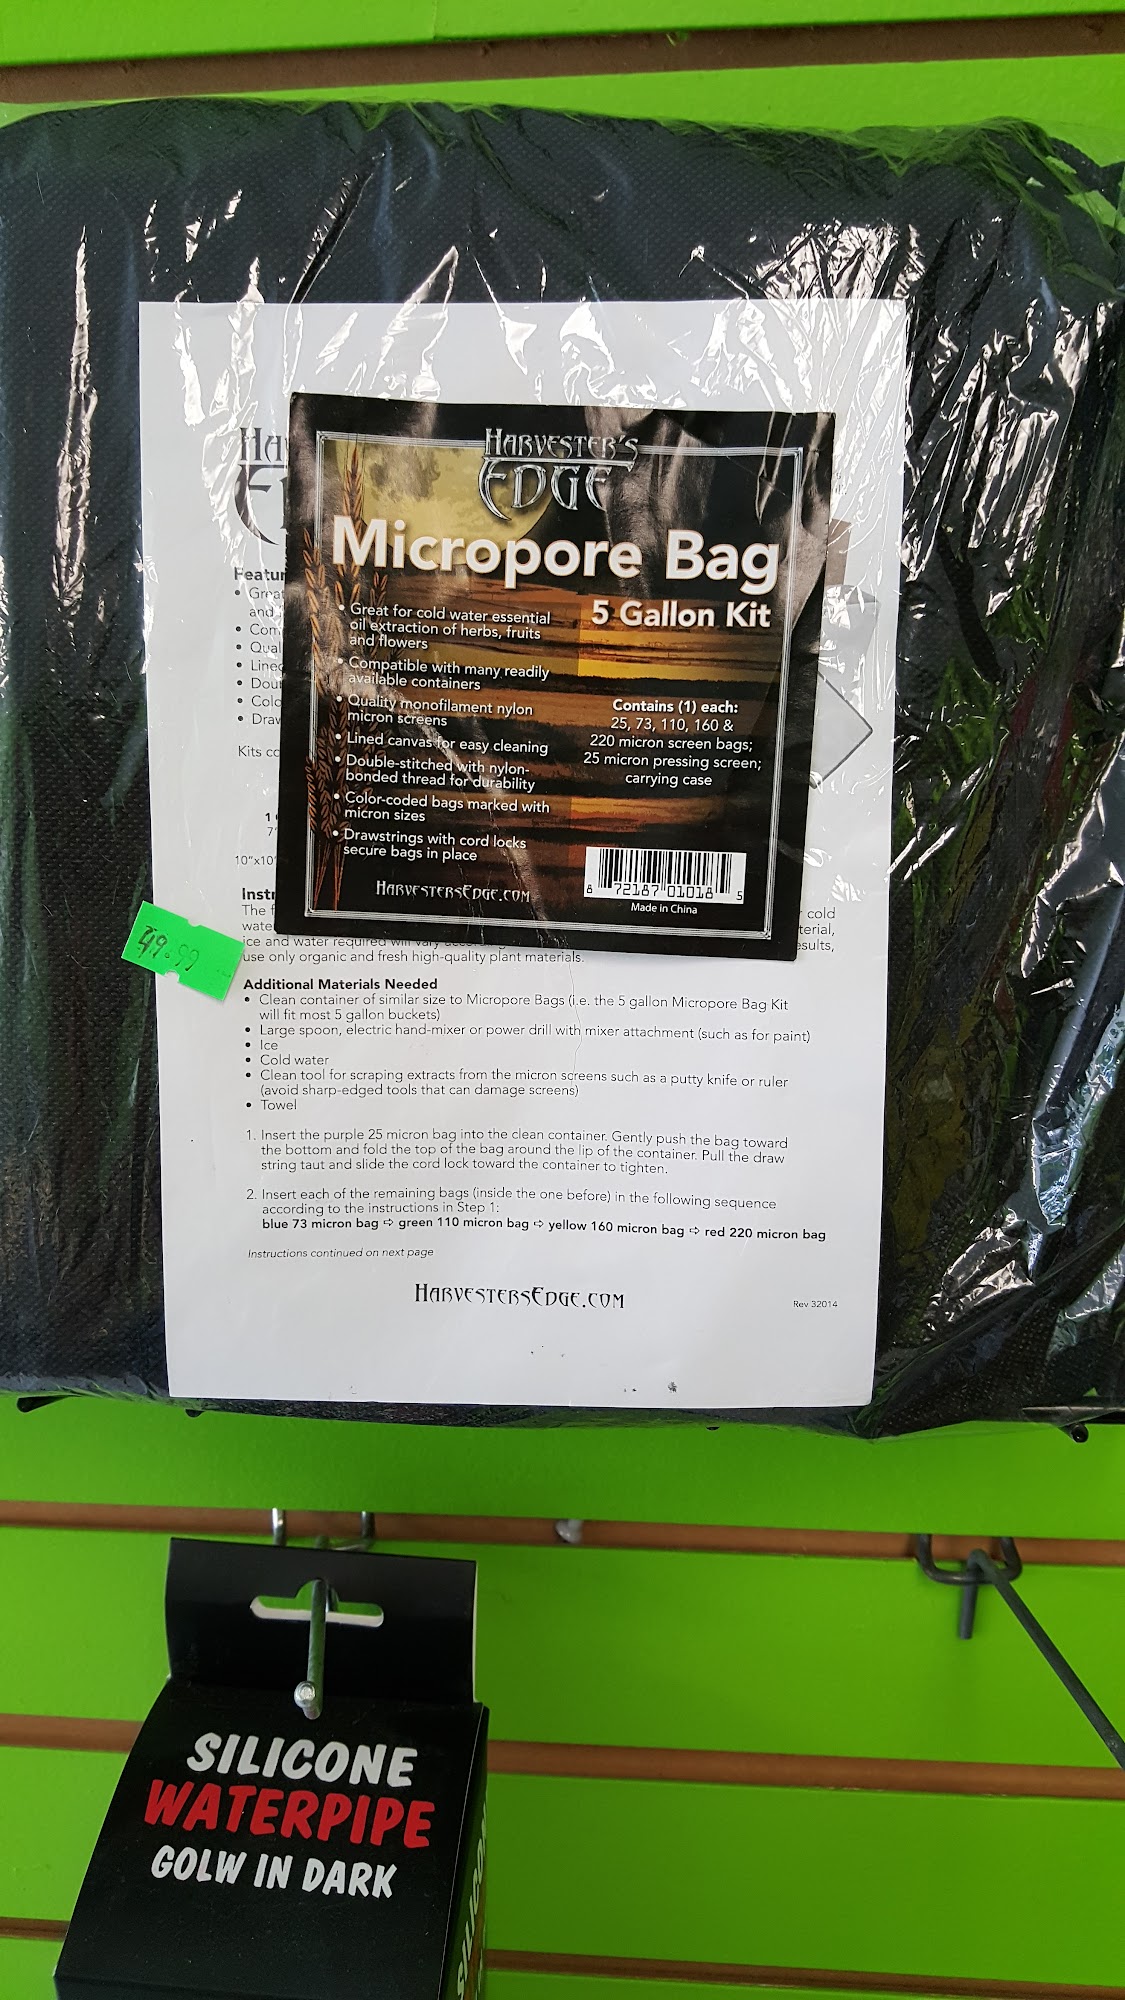 HARVESTER'S
EDGE
Micropore Bag
5 Gallon Kit
• Great for cold water essential
oil extraction of herbs, fruits
and flowers
• Compatible with many readily
available containers
• Quality monofilament nylon
micron screens
• Lined canvas for easy cleaning
• Double-stitched with nylon-
bonded thread for durability
• Color-coded bags marked with
micron sizes
• Drawstrings with cord locks
secure bags in place
Contains (1) each:
25, 73, 110, 160 &
220 micron screen bags;
25 micron pressing screen;
carrying case
HARVESTERSEDGE.COM
8 72187 01018 5
Made in China
Kits
10"x10"
The
cold
ice and water required will vary
use only organic and fresh high-quality plant materials.
49.99
Additional Materials Needed
• Clean container of similar size to Micropore Bags (i.e. the 5 gallon Micropore Bag Kit
will fit most 5 gallon buckets)
• Large spoon, electric hand-mixer or power drill with mixer attachment (such as for paint)
• Ice
• Cold water
• Clean tool for scraping extracts from the micron screens such as a putty knife or ruler
(avoid sharp-edged tools that can damage screens)
• Towel
1. Insert the purple 25 micron bag into the clean container. Gently push the bag toward
the bottom and fold the top of the bag around the lip of the container. Pull the draw
string taut and slide the cord lock toward the container to tighten.
2. Insert each of the remaining bags (inside the one before) in the following sequence
according to the instructions in Step 1:
blue 73 micron bag ⇨ green 110 micron bag ⇨ yellow 160 micron bag ⇨ red 220 micron bag
Instructions continued on next page
HARVESTERSEDGE.COM
Rev 32014
SILICONE
WATERPIPE
GOLW IN DARK